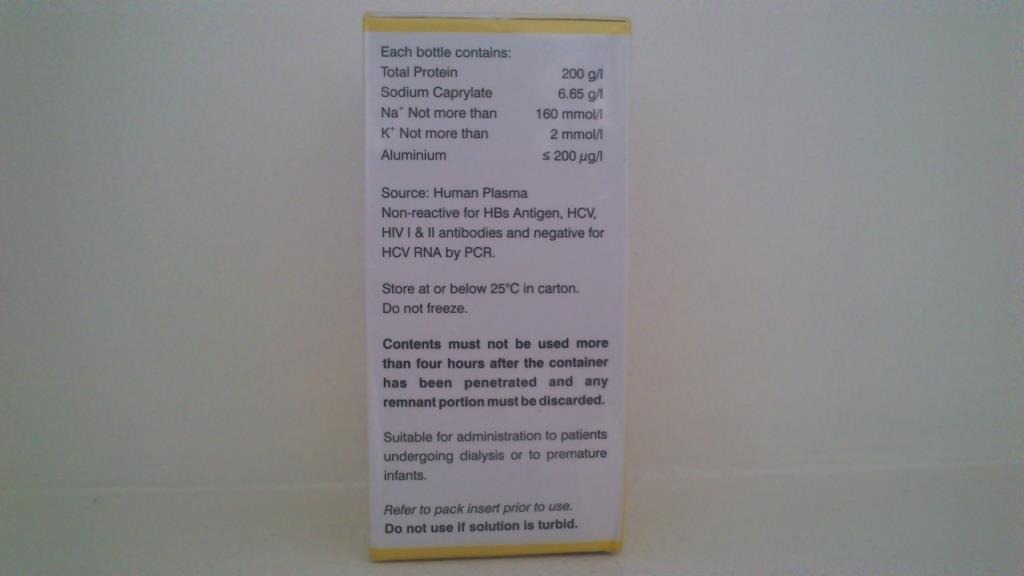 Each bottle contains:
Total Protein 200 g/l
Sodium Caprylate 6.65 g/l
Na⁺ Not more than 160 mmol/l
K⁺ Not more than 2 mmol/l
Aluminium ≤ 200 µg/l
Source: Human Plasma
Non-reactive for HBs Antigen, HCV,
HIV I & II antibodies and negative for
HCV RNA by PCR.
Store at or below 25°C in carton.
Do not freeze.
Contents must not be used more
than four hours after the container
has been penetrated and any
remnant portion must be discarded.
Suitable for administration to patients
undergoing dialysis or to premature
infants.
Refer to pack insert prior to use.
Do not use if solution is turbid.